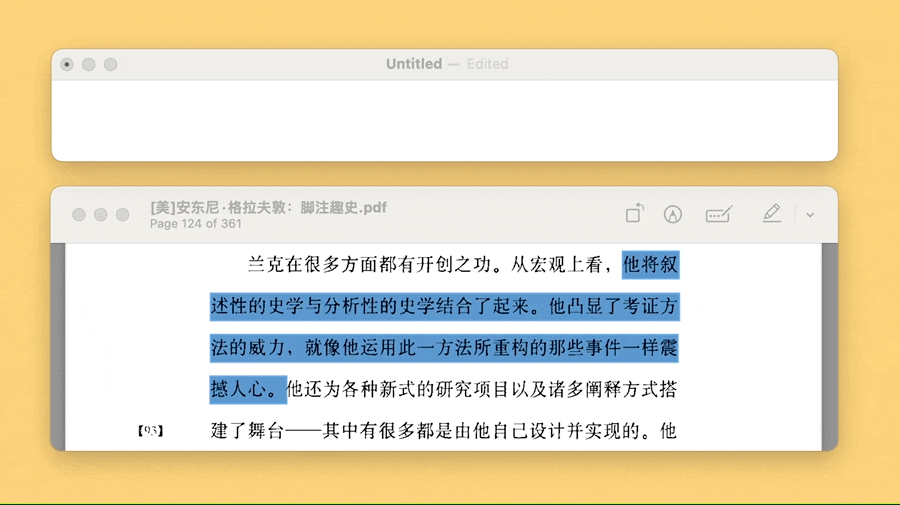 Untitled — Edited
[美]安东尼·格拉夫敦：脚注趣史.pdf
Page 124 of 361
兰克在很多方面都有开创之功。从宏观上看，他将叙
述性的史学与分析性的史学结合了起来。他凸显了考证方
法的威力，就像他运用此一方法所重构的那些事件一样震
撼人心。他还为各种新式的研究项目以及诸多阐释方式搭
【93】 建了舞台——其中有很多都是由他自己设计并实现的。他